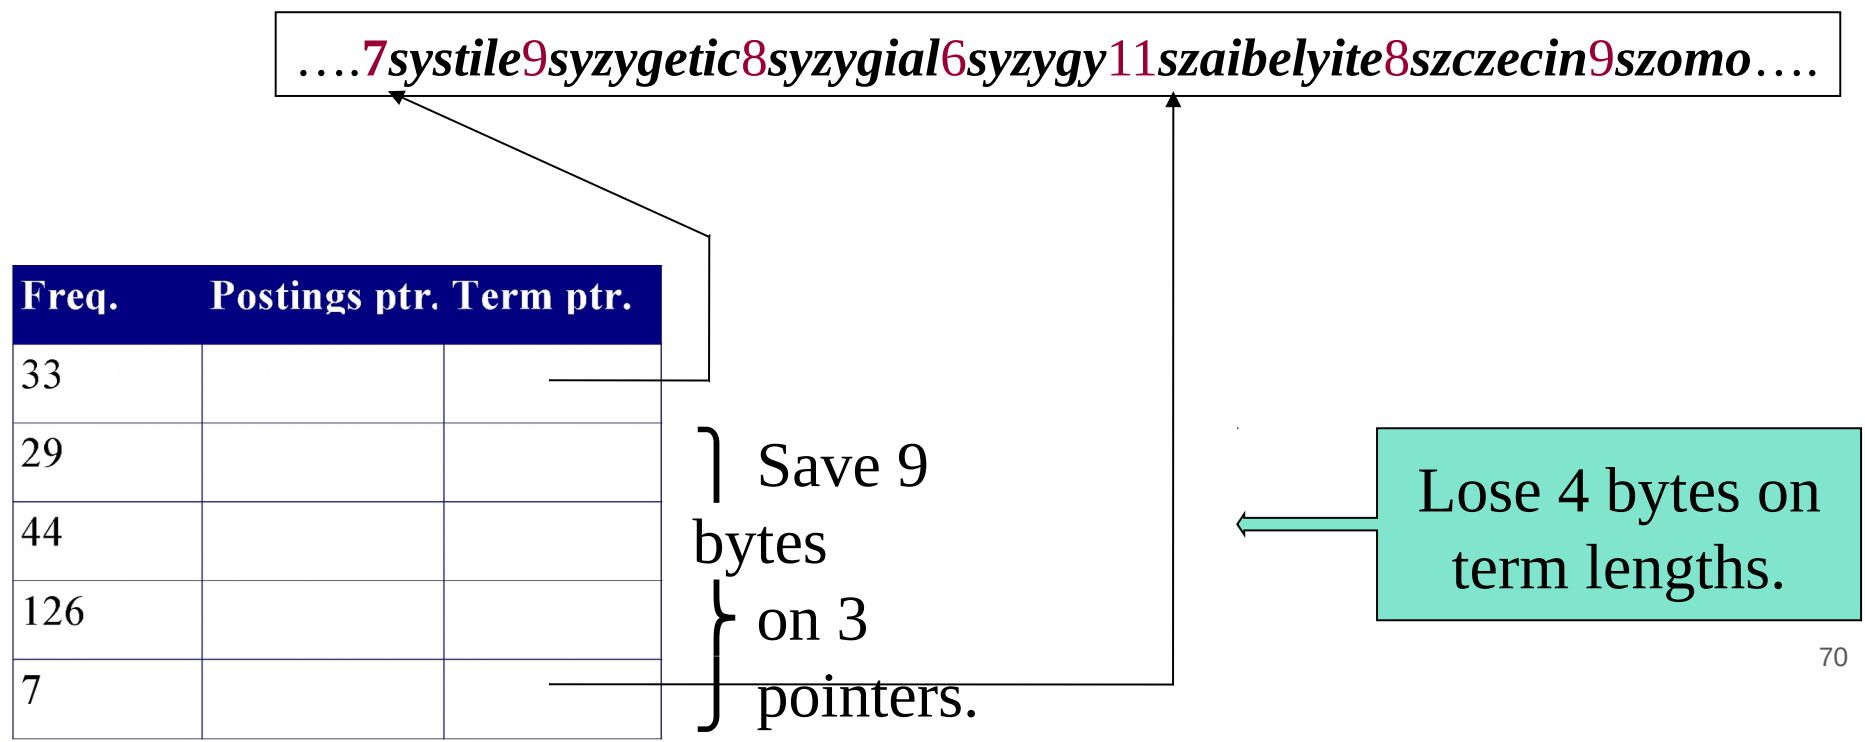 ….7systile9syzygetic8syzygial6syzygy11szaibelyite8szczecin9szomo….
Freq. Postings ptr. Term ptr.
33
29
44
126
7
Save 9
bytes
on 3
pointers.
Lose 4 bytes on
term lengths.
70